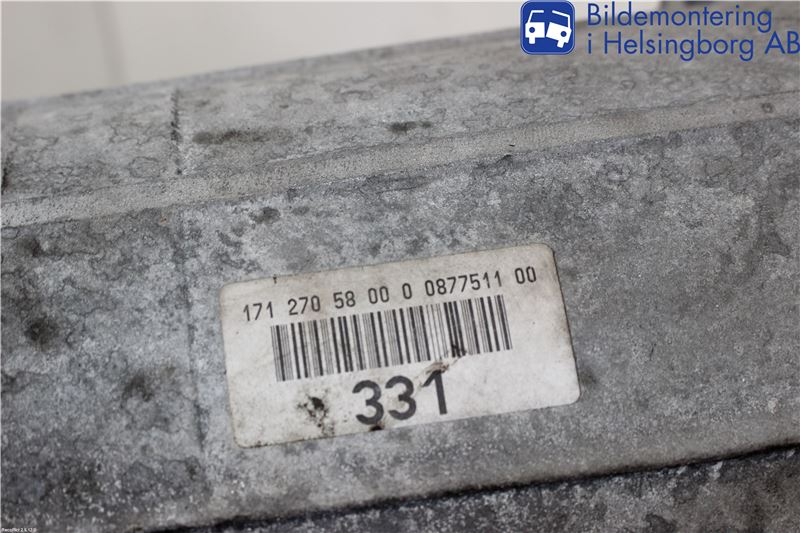 Bildemontering
i Helsingborg AB
171 270 58 00 0 0877511 00
331